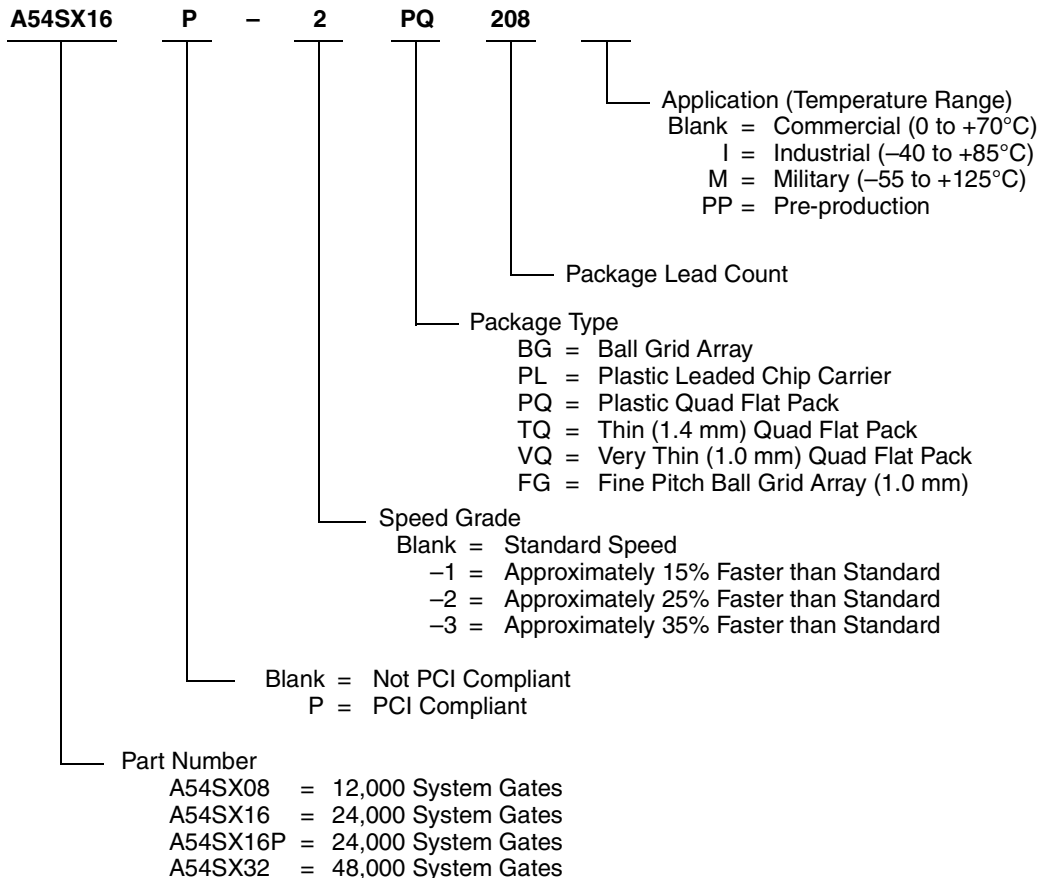 A54SX16 P – 2 PQ 208
Application (Temperature Range)
Blank = Commercial (0 to +70°C)
I = Industrial (–40 to +85°C)
M = Military (–55 to +125°C)
PP = Pre-production
Package Lead Count
Package Type
BG = Ball Grid Array
PL = Plastic Leaded Chip Carrier
PQ = Plastic Quad Flat Pack
TQ = Thin (1.4 mm) Quad Flat Pack
VQ = Very Thin (1.0 mm) Quad Flat Pack
FG = Fine Pitch Ball Grid Array (1.0 mm)
Speed Grade
Blank = Standard Speed
–1 = Approximately 15% Faster than Standard
–2 = Approximately 25% Faster than Standard
–3 = Approximately 35% Faster than Standard
Blank = Not PCI Compliant
P = PCI Compliant
Part Number
A54SX08 = 12,000 System Gates
A54SX16 = 24,000 System Gates
A54SX16P = 24,000 System Gates
A54SX32 = 48,000 System Gates